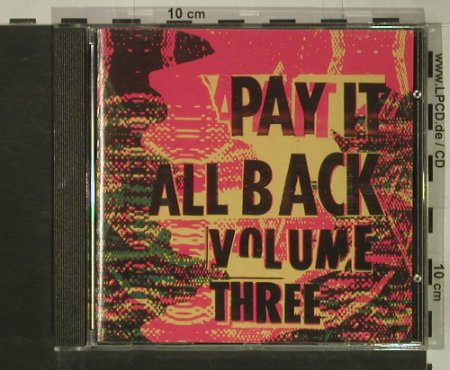 10 cm
PAY IT
ALL BACK
VOLUME
THREE
www.LPCD.de / CD
10 cm